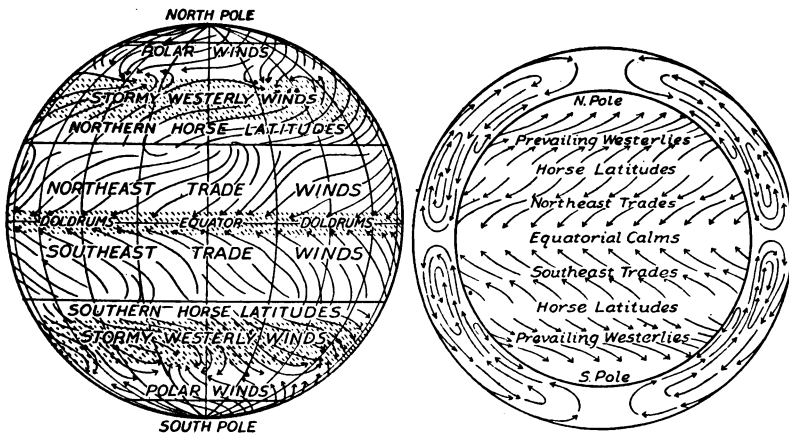 NORTH POLE
POLAR WINDS
STORMY WESTERLY WINDS
NORTHERN HORSE LATITUDES
NORTHEAST TRADE WINDS
DOLDRUMS EQUATOR DOLDRUMS
SOUTHEAST TRADE WINDS
SOUTHERN HORSE LATITUDES
STORMY WESTERLY WINDS
POLAR WINDS
SOUTH POLE
N. Pole
Prevailing Westerlies
Horse Latitudes
Northeast Trades
Equatorial Calms
Southeast Trades
Horse Latitudes
Prevailing Westerlies
S. Pole